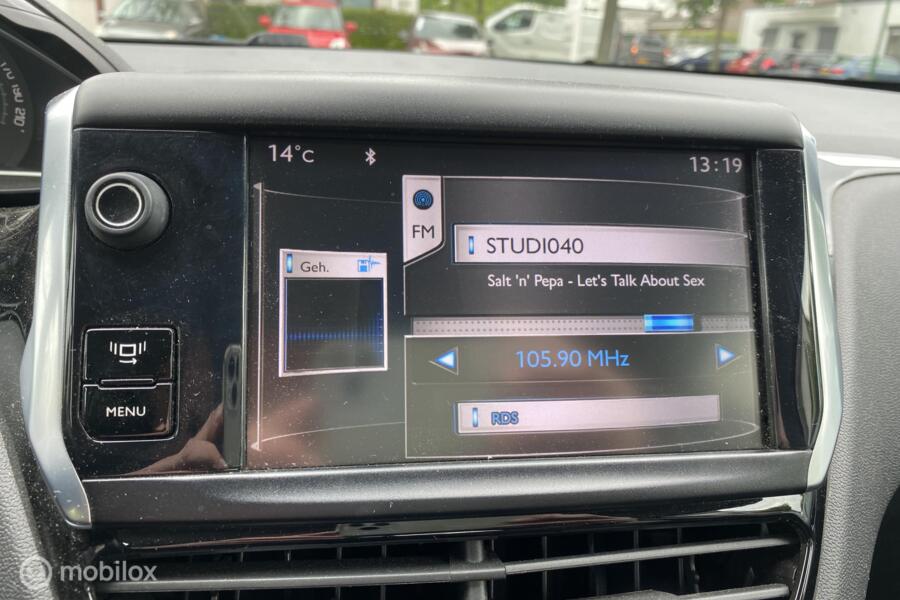 14°C
13:19
FM
STUDIO40
Geh.
Salt 'n' Pepa - Let's Talk About Sex
105.90 MHz
MENU
RDS
mobilox